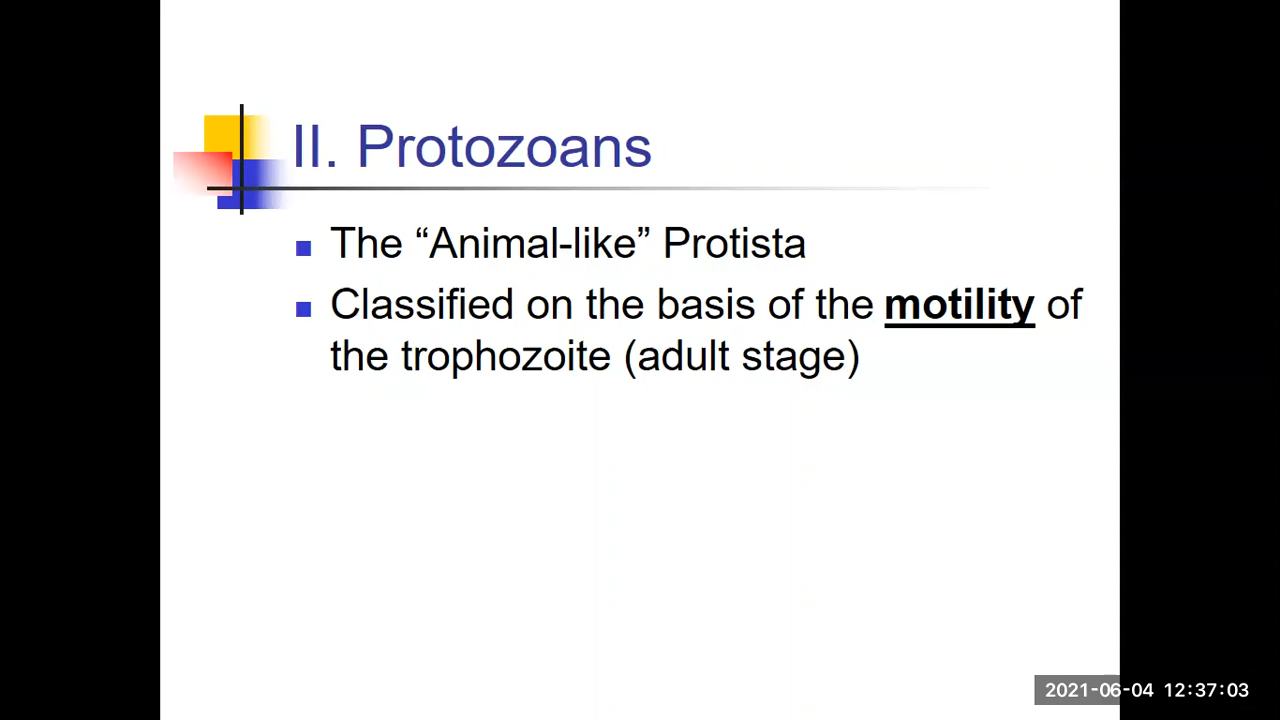 II. Protozoans
The “Animal-like” Protista
Classified on the basis of the motility of
the trophozoite (adult stage)
2021-06-04 12:37:03